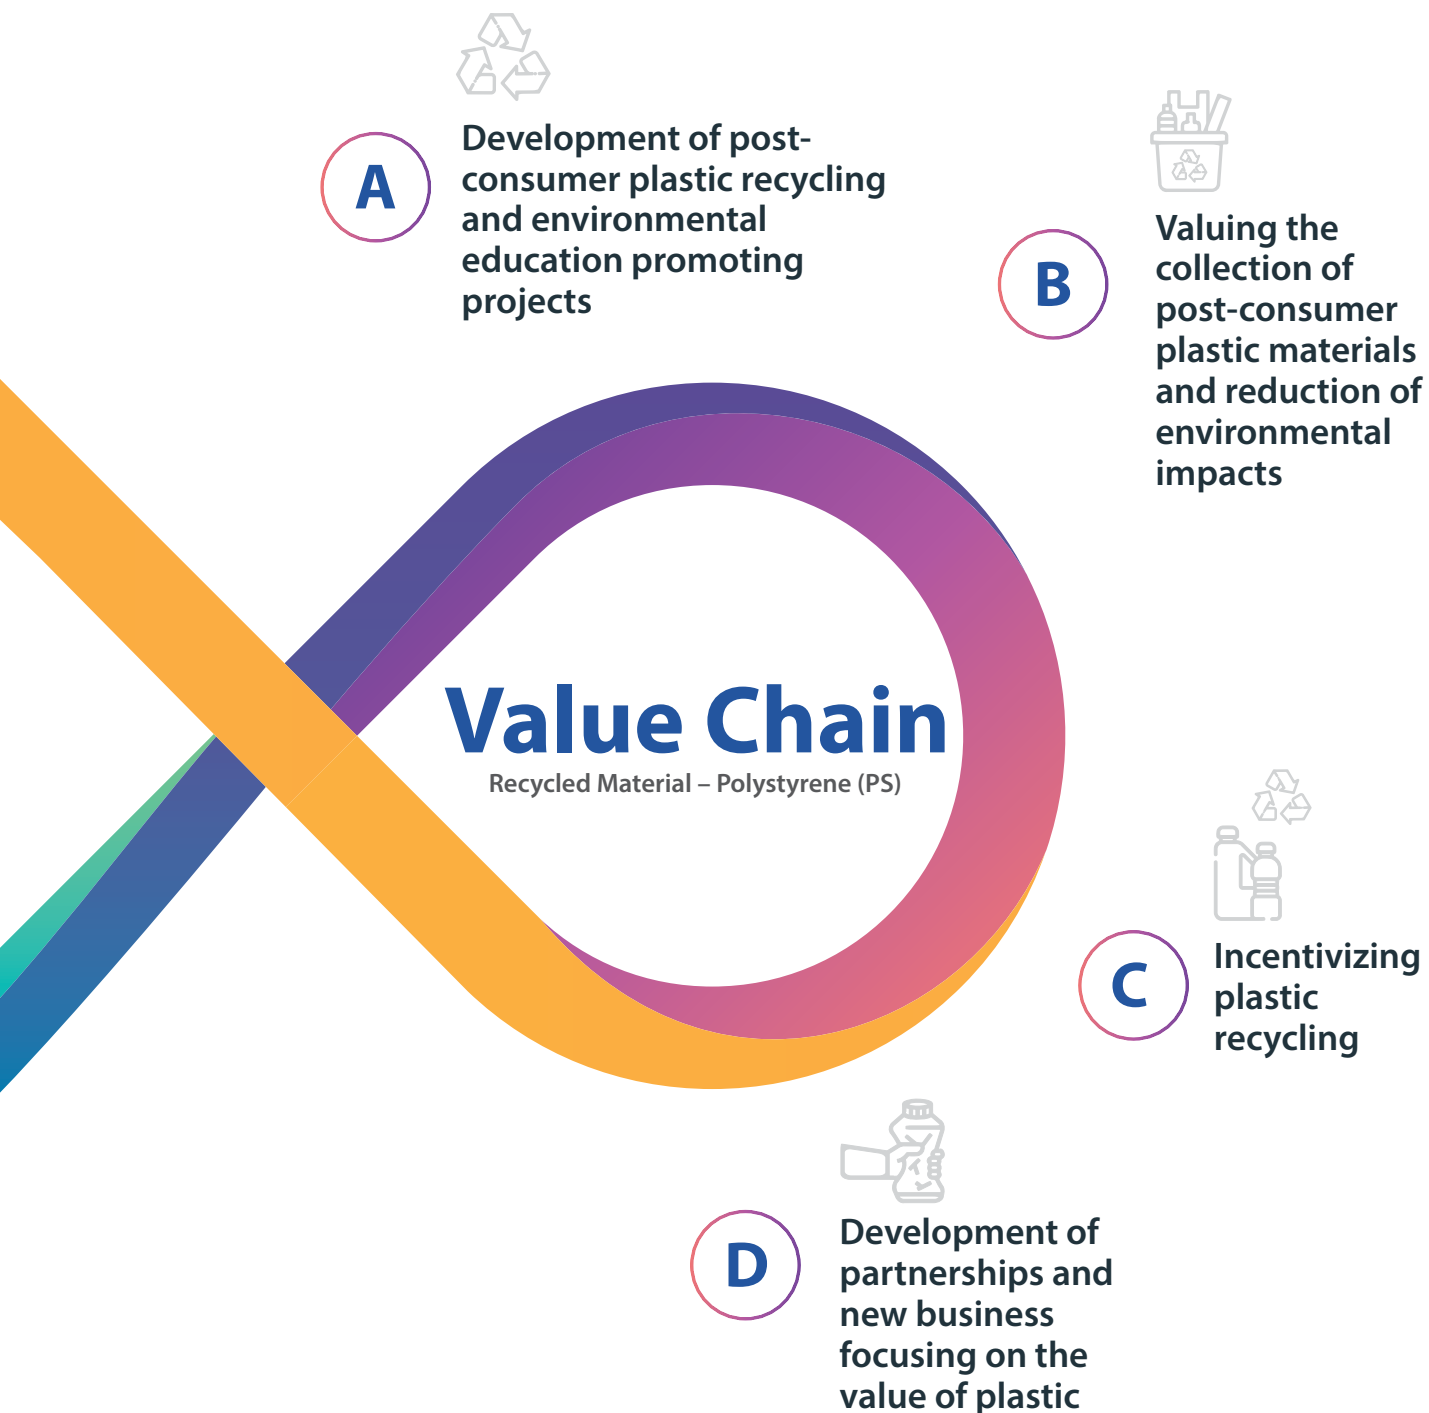 A
Development of post-
consumer plastic recycling
and environmental
education promoting
projects
B
Valuing the
collection of
post-consumer
plastic materials
and reduction of
environmental
impacts
Value Chain
Recycled Material – Polystyrene (PS)
C
Incentivizing
plastic
recycling
D
Development of
partnerships and
new business
focusing on the
value of plastic